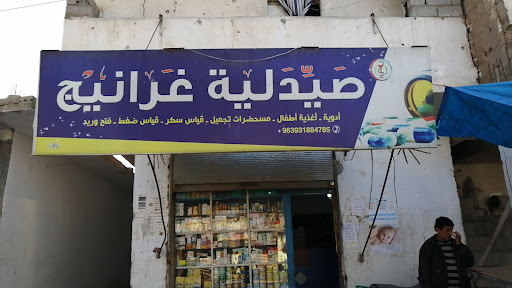 صيدلية غرانيج
أدوية ـ أغذية أطفال ـ مستحضرات تجميل ـ قياس سكر ـ قياس ضغط ـ فتح وريد
963931884785 +